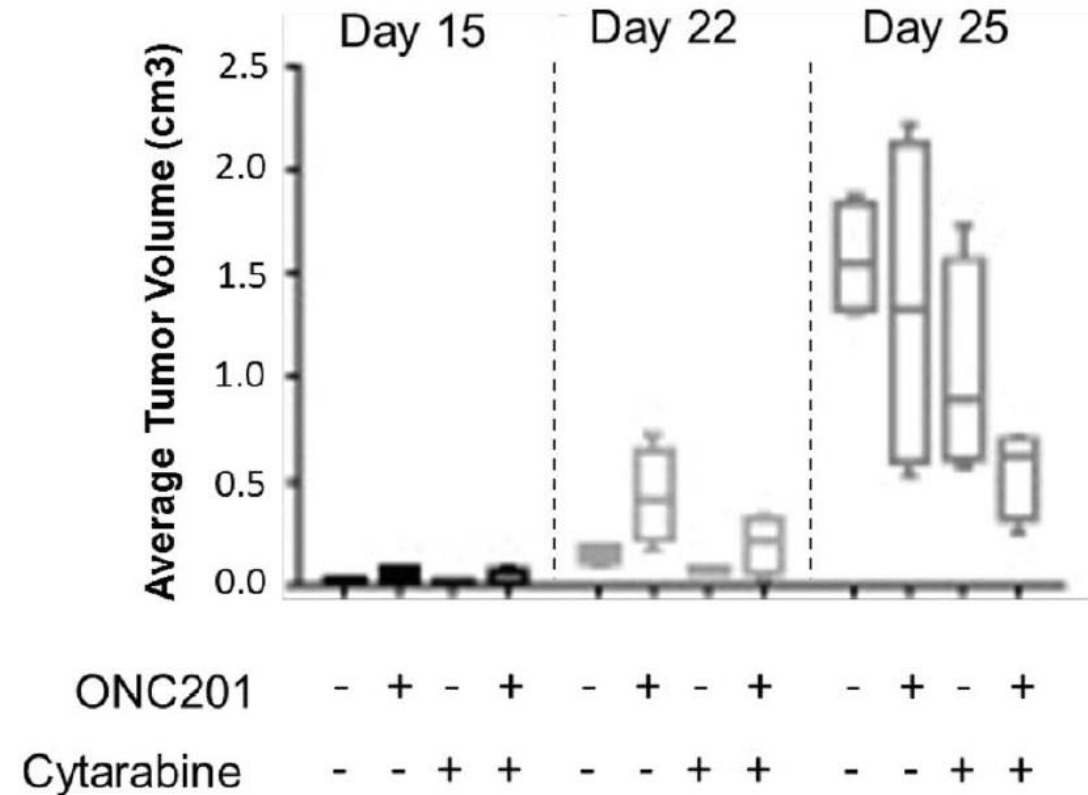 Day 15 Day 22 Day 25
Average Tumor Volume (cm3)
2.5
2.0
1.5
1.0
0.5
0.0
ONC201 - + - + - + - + - + - +
Cytarabine - - + + - - + + - - + +